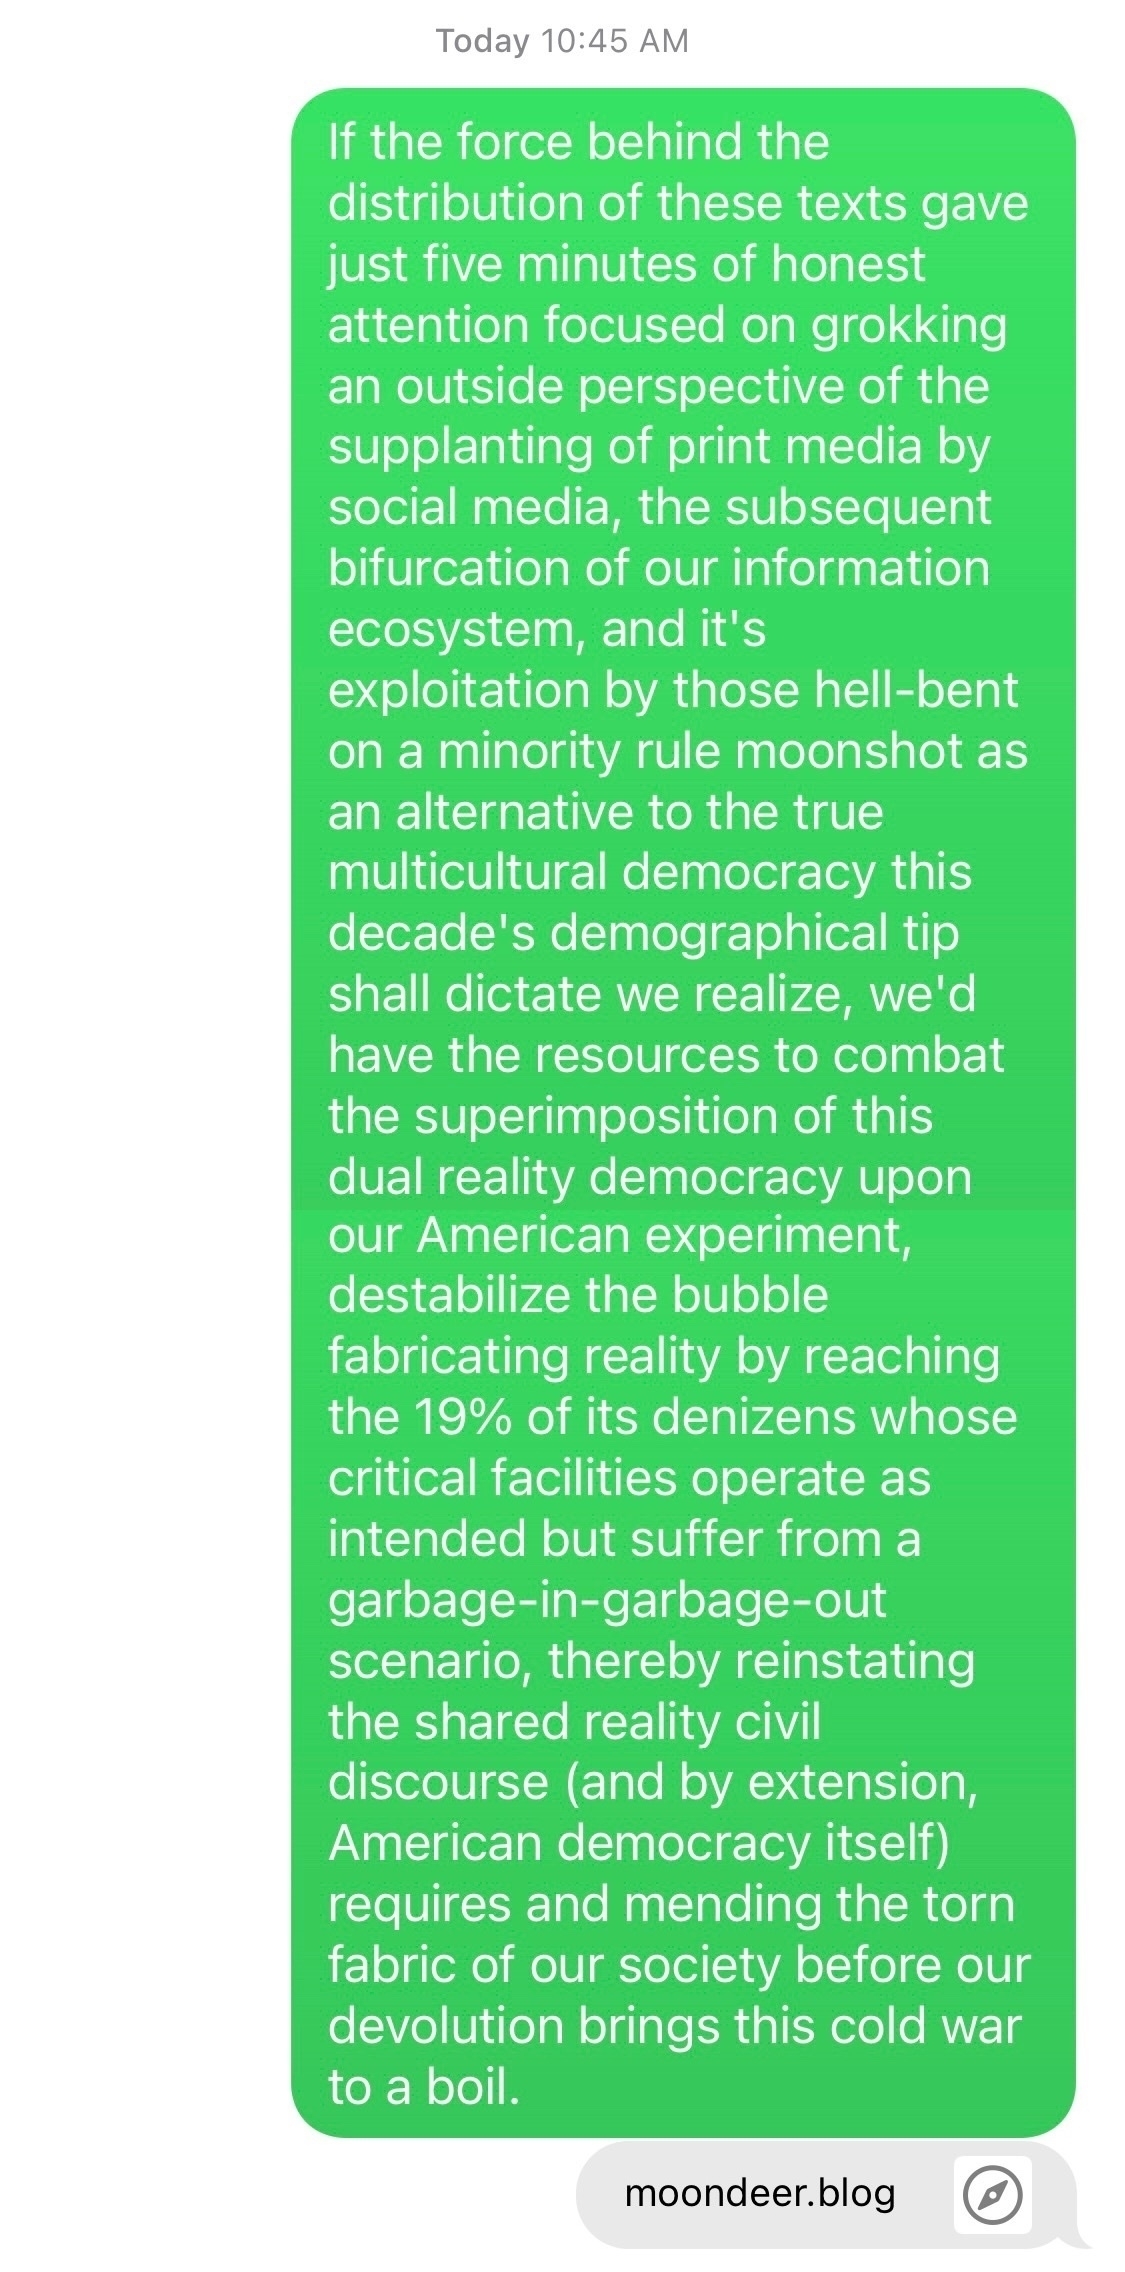 Today 10:45 AM
If the force behind the
distribution of these texts gave
just five minutes of honest
attention focused on grokking
an outside perspective of the
supplanting of print media by
social media, the subsequent
bifurcation of our information
ecosystem, and it's
exploitation by those hell-bent
on a minority rule moonshot as
an alternative to the true
multicultural democracy this
decade's demographical tip
shall dictate we realize, we'd
have the resources to combat
the superimposition of this
dual reality democracy upon
our American experiment,
destabilize the bubble
fabricating reality by reaching
the 19% of its denizens whose
critical facilities operate as
intended but suffer from a
garbage-in-garbage-out
scenario, thereby reinstating
the shared reality civil
discourse (and by extension,
American democracy itself)
requires and mending the torn
fabric of our society before our
devolution brings this cold war
to a boil.
moondeer.blog